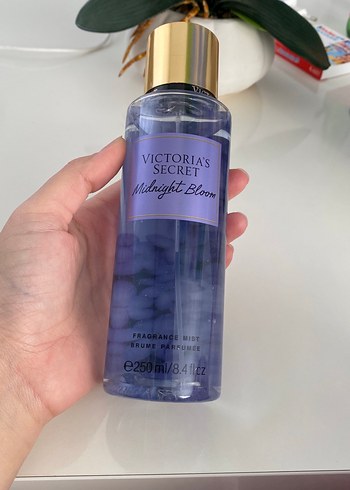 VICTORIA'S
SECRET
Midnight Bloom
FRAGRANCE MIST
BRUME PARFUMÉE
℮250 ml/8.4 fl oz